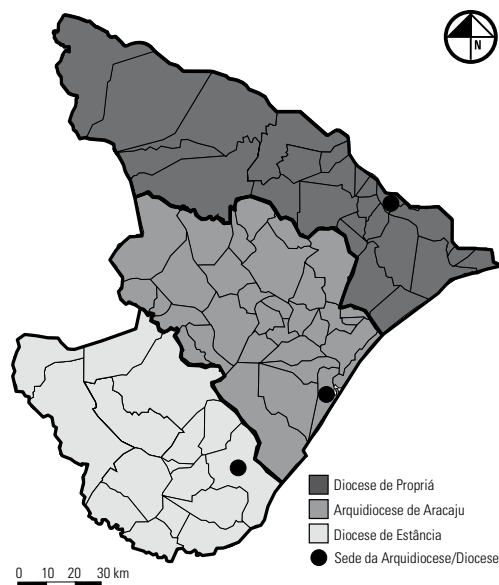 N
Diocese de Propriá
Arquidiocese de Aracaju
Diocese de Estância
Sede da Arquidiocese/Diocese
0 10 20 30 km